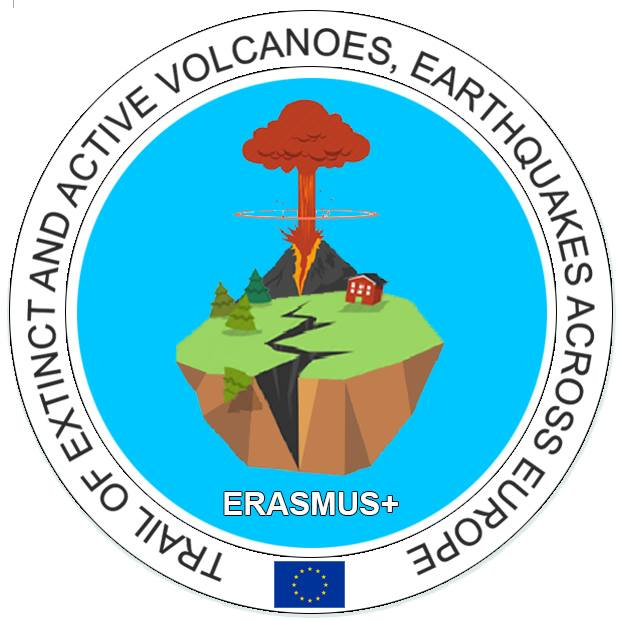 TRAIL OF EXTINCT AND ACTIVE VOLCANOES, EARTHQUAKES ACROSS EUROPE
ERASMUS+